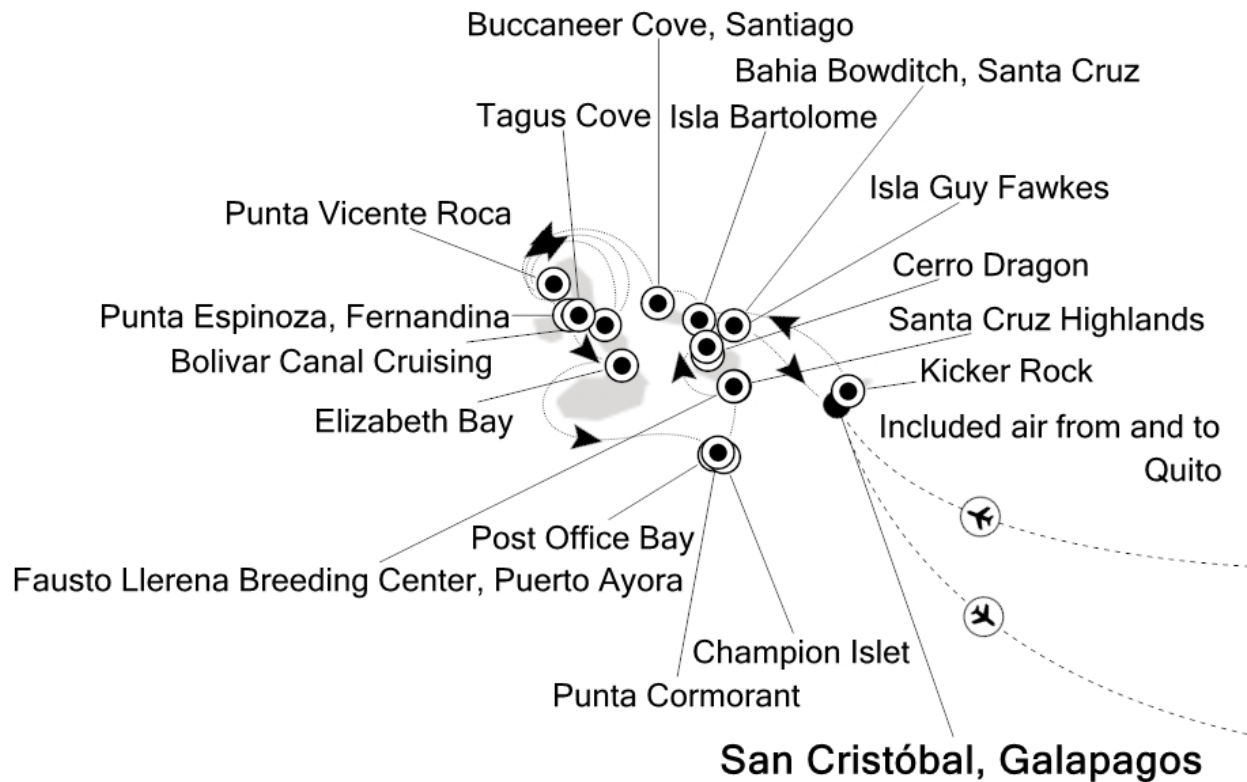 Buccaneer Cove, Santiago
Bahia Bowditch, Santa Cruz
Tagus Cove
Isla Bartolome
Isla Guy Fawkes
Punta Vicente Roca
Cerro Dragon
Punta Espinoza, Fernandina
Santa Cruz Highlands
Bolivar Canal Cruising
Kicker Rock
Elizabeth Bay
Included air from and to
Quito
Post Office Bay
Fausto Llerena Breeding Center, Puerto Ayora
Champion Islet
Punta Cormorant
San Cristóbal, Galapagos